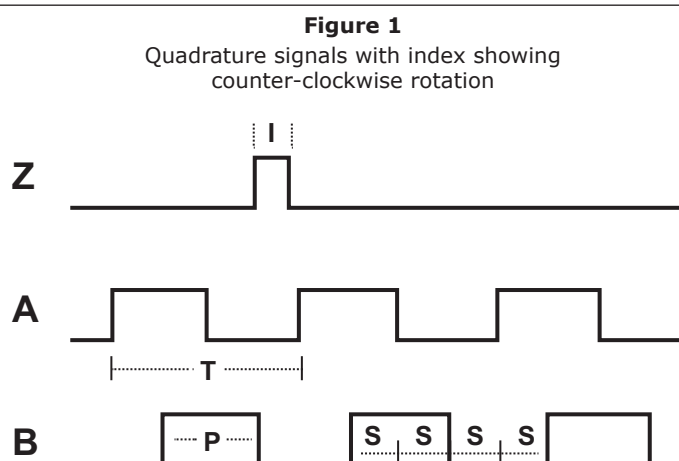 Figure 1
Quadrature signals with index showing
counter-clockwise rotation
I
Z
A
T
B
P
S S S S